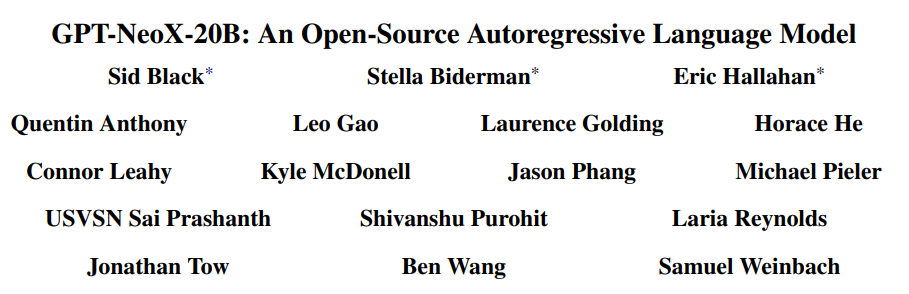 GPT-NeoX-20B: An Open-Source Autoregressive Language Model
Sid Black* Stella Biderman* Eric Hallahan*
Quentin Anthony Leo Gao Laurence Golding Horace He
Connor Leahy Kyle McDonell Jason Phang Michael Pieler
USVSN Sai Prashanth Shivanshu Purohit Laria Reynolds
Jonathan Tow Ben Wang Samuel Weinbach